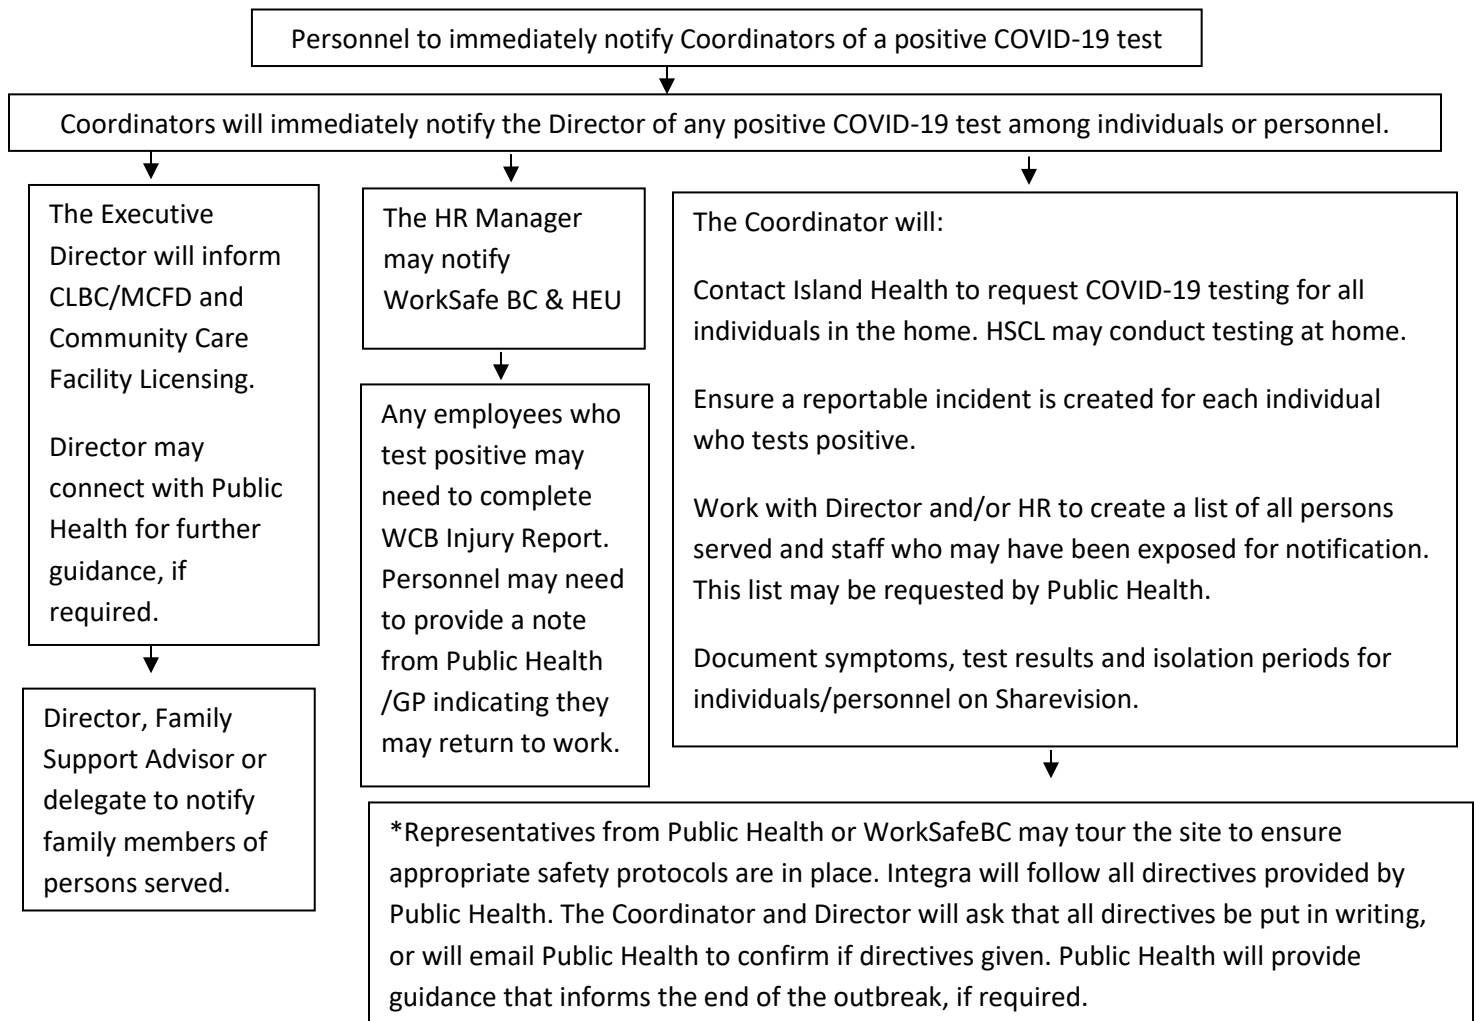 Personnel to immediately notify Coordinators of a positive COVID-19 test
Coordinators will immediately notify the Director of any positive COVID-19 test among individuals or personnel.
The Executive
Director will inform
CLBC/MCFD and
Community Care
Facility Licensing.
Director may
connect with Public
Health for further
guidance, if
required.
Director, Family
Support Advisor or
delegate to notify
family members of
persons served.
The HR Manager
may notify
WorkSafe BC & HEU
Any employees who
test positive may
need to complete
WCB Injury Report.
Personnel may need
to provide a note
from Public Health
/GP indicating they
may return to work.
The Coordinator will:
Contact Island Health to request COVID-19 testing for all
individuals in the home. HSCL may conduct testing at home.
Ensure a reportable incident is created for each individual
who tests positive.
Work with Director and/or HR to create a list of all persons
served and staff who may have been exposed for notification.
This list may be requested by Public Health.
Document symptoms, test results and isolation periods for
individuals/personnel on Sharevision.
*Representatives from Public Health or WorkSafeBC may tour the site to ensure
appropriate safety protocols are in place. Integra will follow all directives provided by
Public Health. The Coordinator and Director will ask that all directives be put in writing,
or will email Public Health to confirm if directives given. Public Health will provide
guidance that informs the end of the outbreak, if required.